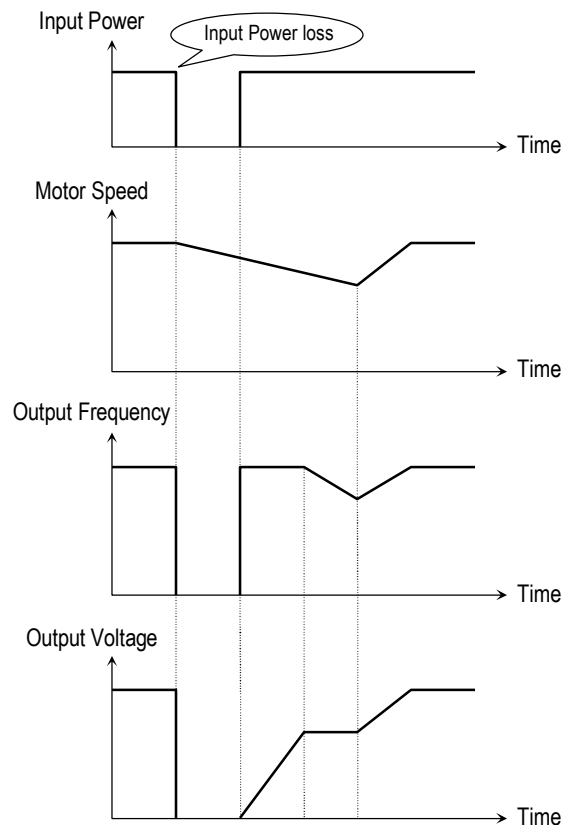 Input Power
Input Power loss
Time
Motor Speed
Time
Output Frequency
Time
Output Voltage
Time